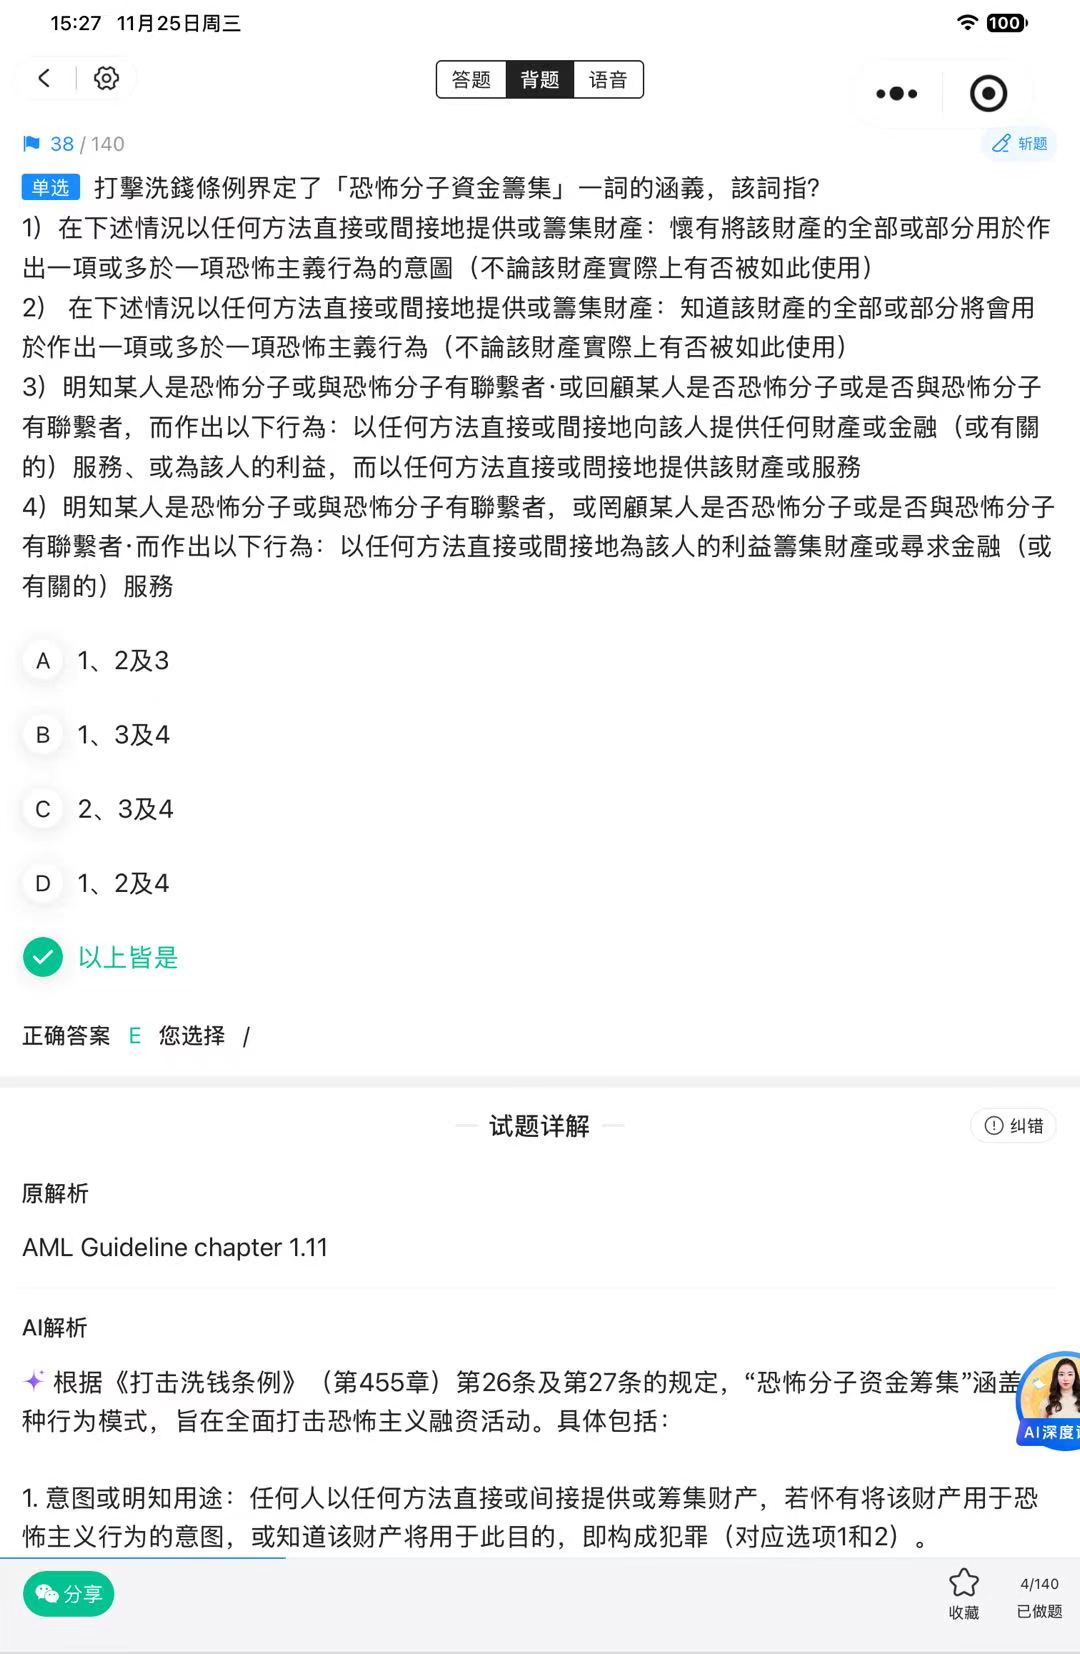 15:27 11月25日周三
100
答题 背题 语音
38 / 140
斩题
单选 打擊洗錢條例界定了「恐怖分子資金籌集」一詞的涵義，該詞指？
1）在下述情況以任何方法直接或間接地提供或籌集財產：懷有將該財產的全部或部分用於作
出一項或多於一項恐怖主義行為的意圖（不論該財產實際上有否被如此使用）
2） 在下述情況以任何方法直接或間接地提供或籌集財產：知道該財產的全部或部分將會用
於作出一項或多於一項恐怖主義行為（不論該財產實際上有否被如此使用）
3）明知某人是恐怖分子或與恐怖分子有聯繫者·或回顧某人是否恐怖分子或是否與恐怖分子
有聯繫者，而作出以下行為：以任何方法直接或間接地向該人提供任何財產或金融（或有關
的）服務、或為該人的利益，而以任何方法直接或問接地提供該財產或服務
4）明知某人是恐怖分子或與恐怖分子有聯繫者，或罔顧某人是否恐怖分子或是否與恐怖分子
有聯繫者·而作出以下行為：以任何方法直接或間接地為該人的利益籌集財產或尋求金融（或
有關的）服務
A 1、2及3
B 1、3及4
C 2、3及4
D 1、2及4
以上皆是
正确答案 E 您选择 /
试题详解
纠错
原解析
AML Guideline chapter 1.11
AI解析
根据《打击洗钱条例》（第455章）第26条及第27条的规定，“恐怖分子资金筹集”涵盖
种行为模式，旨在全面打击恐怖主义融资活动。具体包括：
AI深度
1. 意图或明知用途：任何人以任何方法直接或间接提供或筹集财产，若怀有将该财产用于恐
怖主义行为的意图，或知道该财产将用于此目的，即构成犯罪（对应选项1和2）。
分享
收藏
4/140
已做题